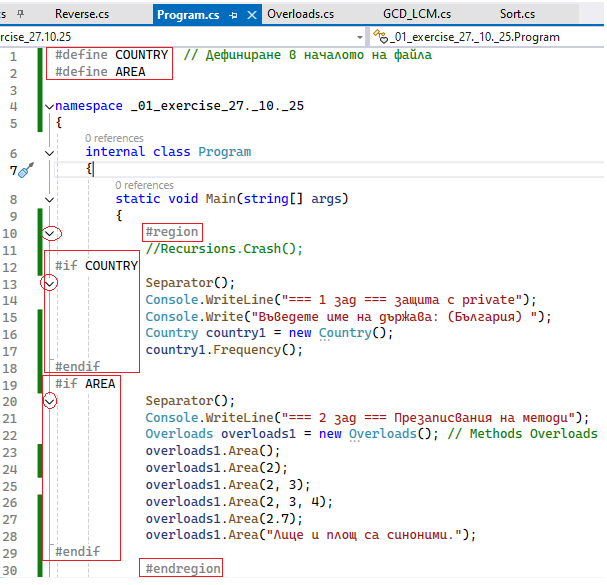 cs
Reverse.cs
Program.cs
Overloads.cs
GCD_LCM.cs
Sort.cs
rcise_27.10.25
_01_exercise_27._10._25.Program
1 #define COUNTRY // Дефиниране в началото на файла
2 #define AREA
3
4 namespace _01_exercise_27._10._25
5 {
0 references
6 internal class Program
7 {
0 references
8 static void Main(string[] args)
9 {
10 #region
11 //Recursions.Crash();
12 #if COUNTRY
13 Separator();
14 Console.WriteLine("=== 1 зад === защита с private");
15 Console.Write("Въведете име на държава: (България) ");
16 Country country1 = new Country();
17 country1.Frequency();
18 #endif
19 #if AREA
20 Separator();
21 Console.WriteLine("=== 2 зад === Презаписвания на методи");
22 Overloads overloads1 = new Overloads(); // Methods Overloads
23 overloads1.Area();
24 overloads1.Area(2);
25 overloads1.Area(2, 3);
26 overloads1.Area(2, 3, 4);
27 overloads1.Area(2.7);
28 overloads1.Area("Лице и площ са синоними.");
29 #endif
30 #endregion